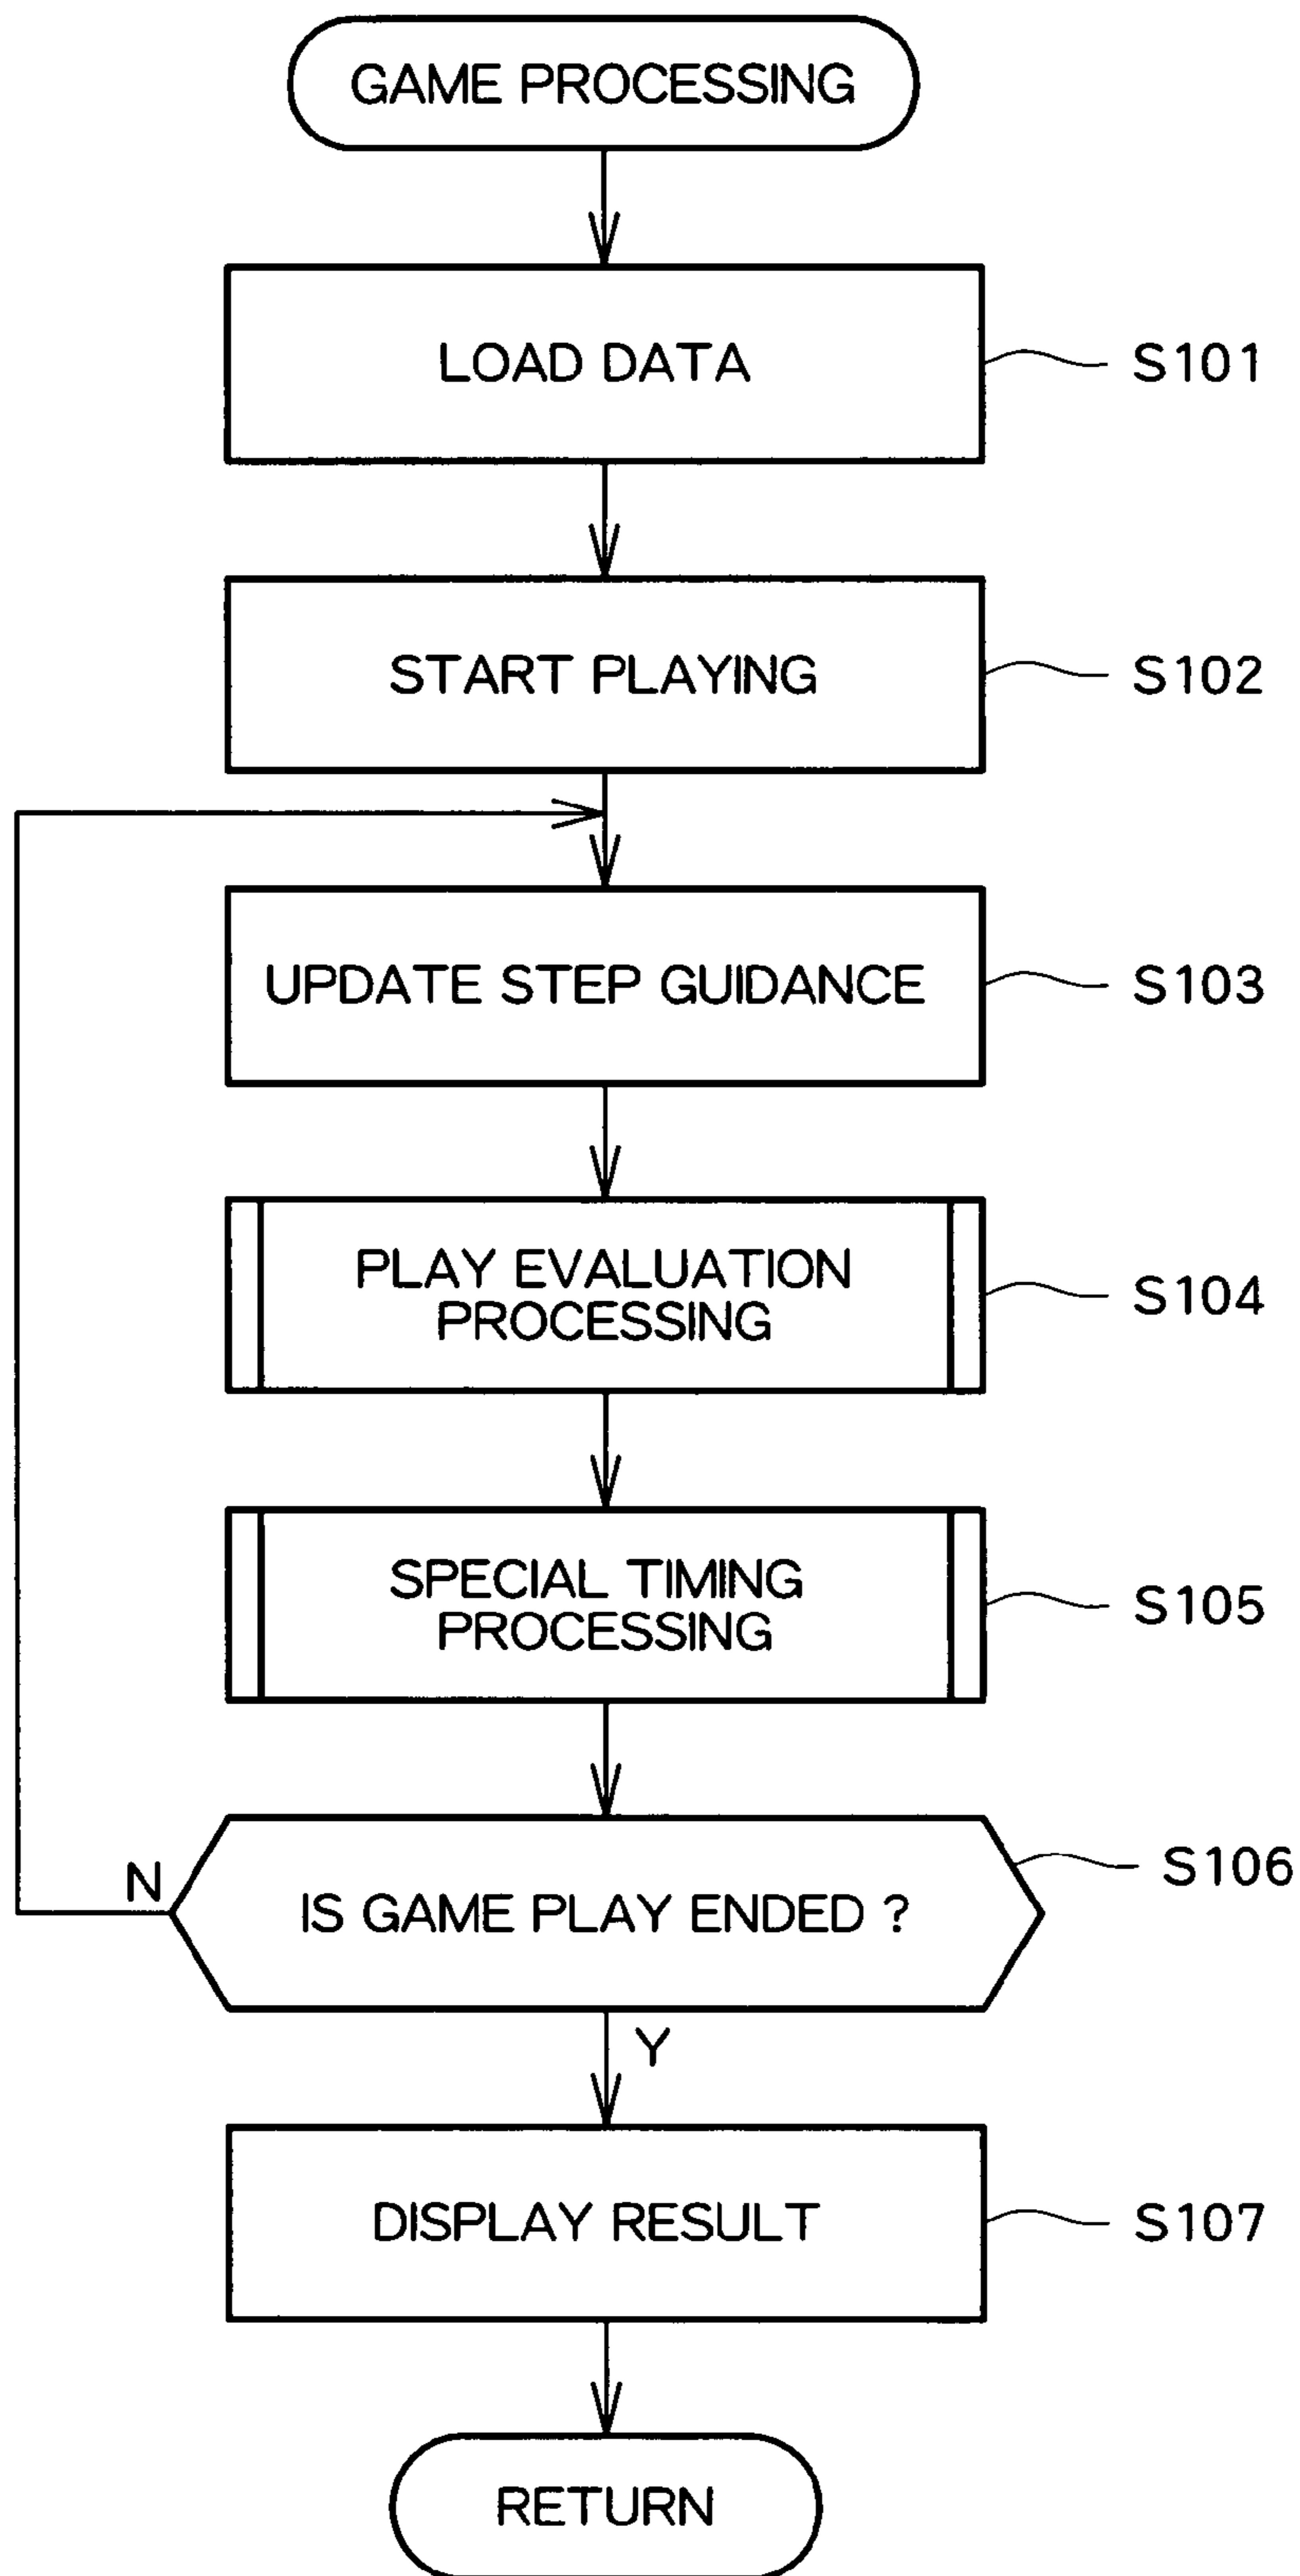 GAME PROCESSING
LOAD DATA
S101
START PLAYING
S102
UPDATE STEP GUIDANCE
S103
PLAY EVALUATION
PROCESSING
S104
SPECIAL TIMING
PROCESSING
S105
IS GAME PLAY ENDED ?
S106
N
Y
DISPLAY RESULT
S107
RETURN